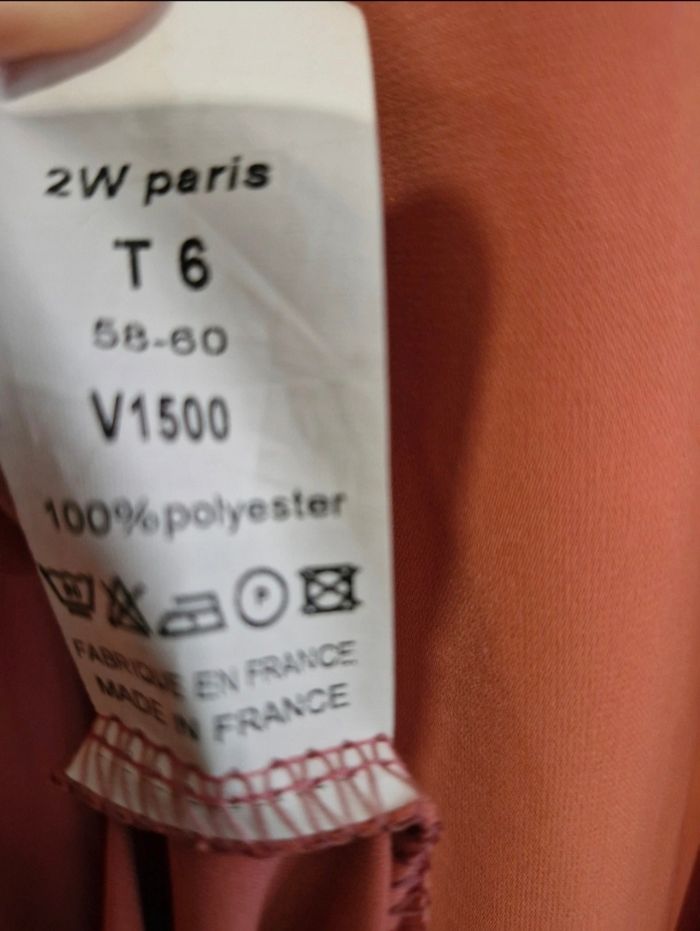 2W paris
T 6
58-60
V1500
100%polyester
P
FABRIQUE EN FRANCE
MADE IN FRANCE